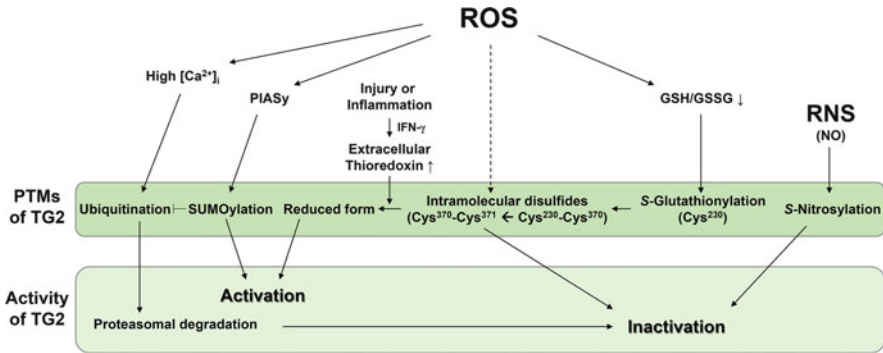 ROS
High [Ca²⁺]ᵢ
PIASy
Injury or
Inflammation
IFN-γ
Extracellular
Thioredoxin ↑
GSH/GSSG ↓
RNS
(NO)
PTMs
of TG2
Ubiquitination
SUMOylation
Reduced form
Intramolecular disulfides
(Cys³⁷⁰-Cys³⁷¹ ← Cys²³⁰-Cys³⁷⁰)
S-Glutathionylation
(Cys²³⁰)
S-Nitrosylation
Activity
of TG2
Activation
Proteasomal degradation
Inactivation